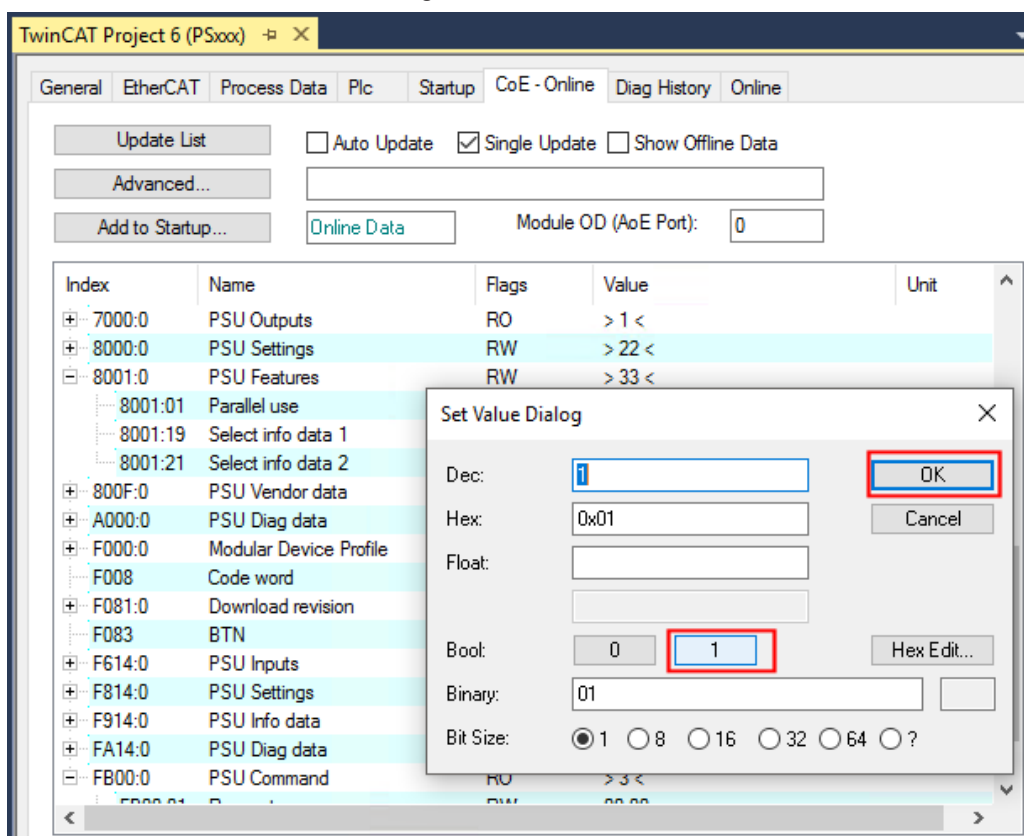 TwinCAT Project 6 (PSxxx)
General EtherCAT Process Data Plc Startup CoE - Online Diag History Online
Update List Auto Update Single Update Show Offline Data
Advanced...
Add to Startup... Online Data Module OD (AoE Port): 0
Index Name Flags Value Unit
7000:0 PSU Outputs RO > 1 <
8000:0 PSU Settings RW > 22 <
8001:0 PSU Features RW > 33 <
8001:01 Parallel use
8001:19 Select info data 1
8001:21 Select info data 2
800F:0 PSU Vendor data
A000:0 PSU Diag data
F000:0 Modular Device Profile
F008 Code word
F081:0 Download revision
F083 BTN
F614:0 PSU Inputs
F814:0 PSU Settings
F914:0 PSU Info data
FA14:0 PSU Diag data
FB00:0 PSU Command RO > 3 <
Set Value Dialog
Dec: 1 OK
Hex: 0x01 Cancel
Float:
Bool: 0 1 Hex Edit...
Binary: 01
Bit Size: 1 8 16 32 64 ?